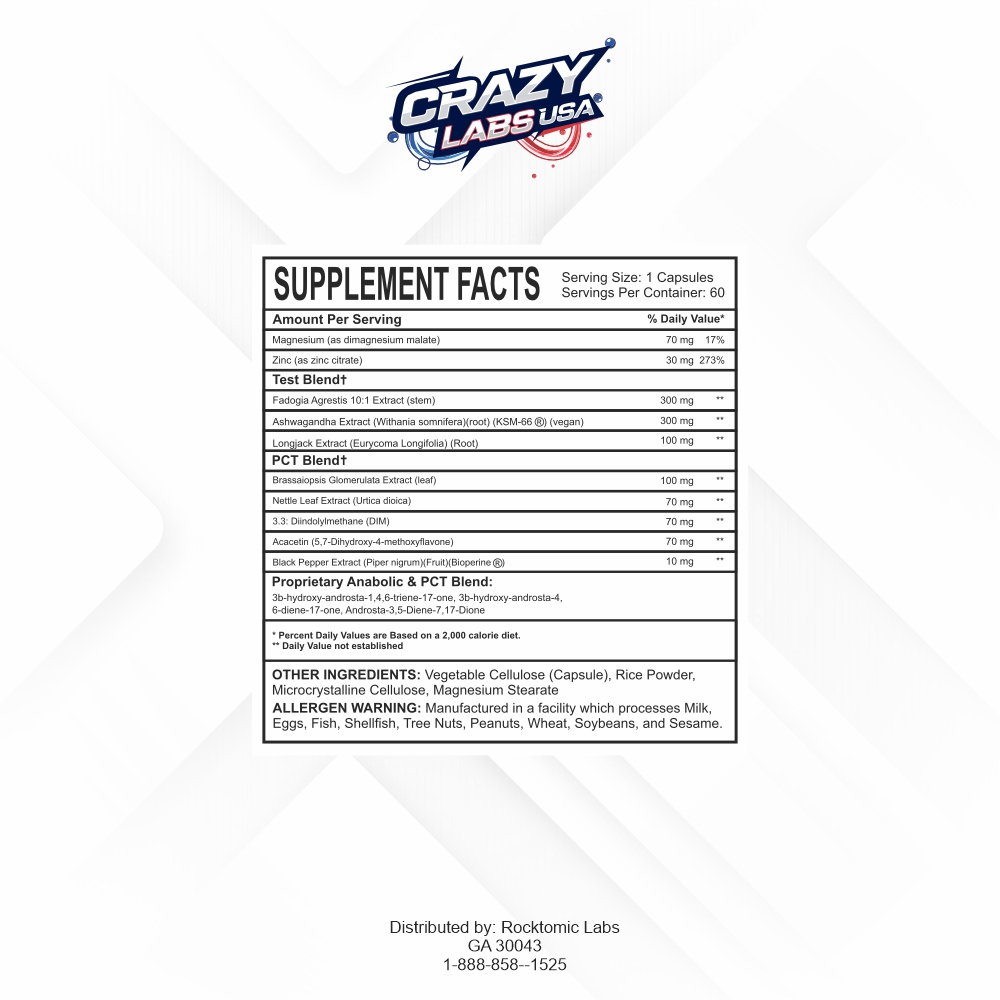 CRAZY
LABS USA
SUPPLEMENT FACTS
Serving Size: 1 Capsules
Servings Per Container: 60
Amount Per Serving % Daily Value*
Magnesium (as dimagnesium malate) 70 mg 17%
Zinc (as zinc citrate) 30 mg 273%
Test Blend†
Fadogia Agrestis 10:1 Extract (stem) 300 mg **
Ashwagandha Extract (Withania somnifera)(root) (KSM-66 ®) (vegan) 300 mg **
Longjack Extract (Eurycoma Longifolia) (Root) 100 mg **
PCT Blend†
Brassaiopsis Glomerulata Extract (leaf) 100 mg **
Nettle Leaf Extract (Urtica dioica) 70 mg **
3.3: Diindolylmethane (DIM) 70 mg **
Acacetin (5,7-Dihydroxy-4-methoxyflavone) 70 mg **
Black Pepper Extract (Piper nigrum)(Fruit)(Bioperine ®) 10 mg **
Proprietary Anabolic & PCT Blend:
3b-hydroxy-androsta-1,4,6-triene-17-one, 3b-hydroxy-androsta-4,
6-diene-17-one, Androsta-3,5-Diene-7,17-Dione
* Percent Daily Values are Based on a 2,000 calorie diet.
** Daily Value not established
OTHER INGREDIENTS: Vegetable Cellulose (Capsule), Rice Powder,
Microcrystalline Cellulose, Magnesium Stearate
ALLERGEN WARNING: Manufactured in a facility which processes Milk,
Eggs, Fish, Shellfish, Tree Nuts, Peanuts, Wheat, Soybeans, and Sesame.
Distributed by: Rocktomic Labs
GA 30043
1-888-858--1525